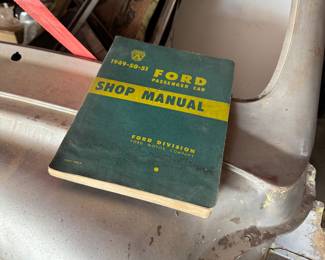 1949-50-51
FORD
PASSENGER CAR
SHOP MANUAL
FORD DIVISION
FORD MOTOR COMPANY